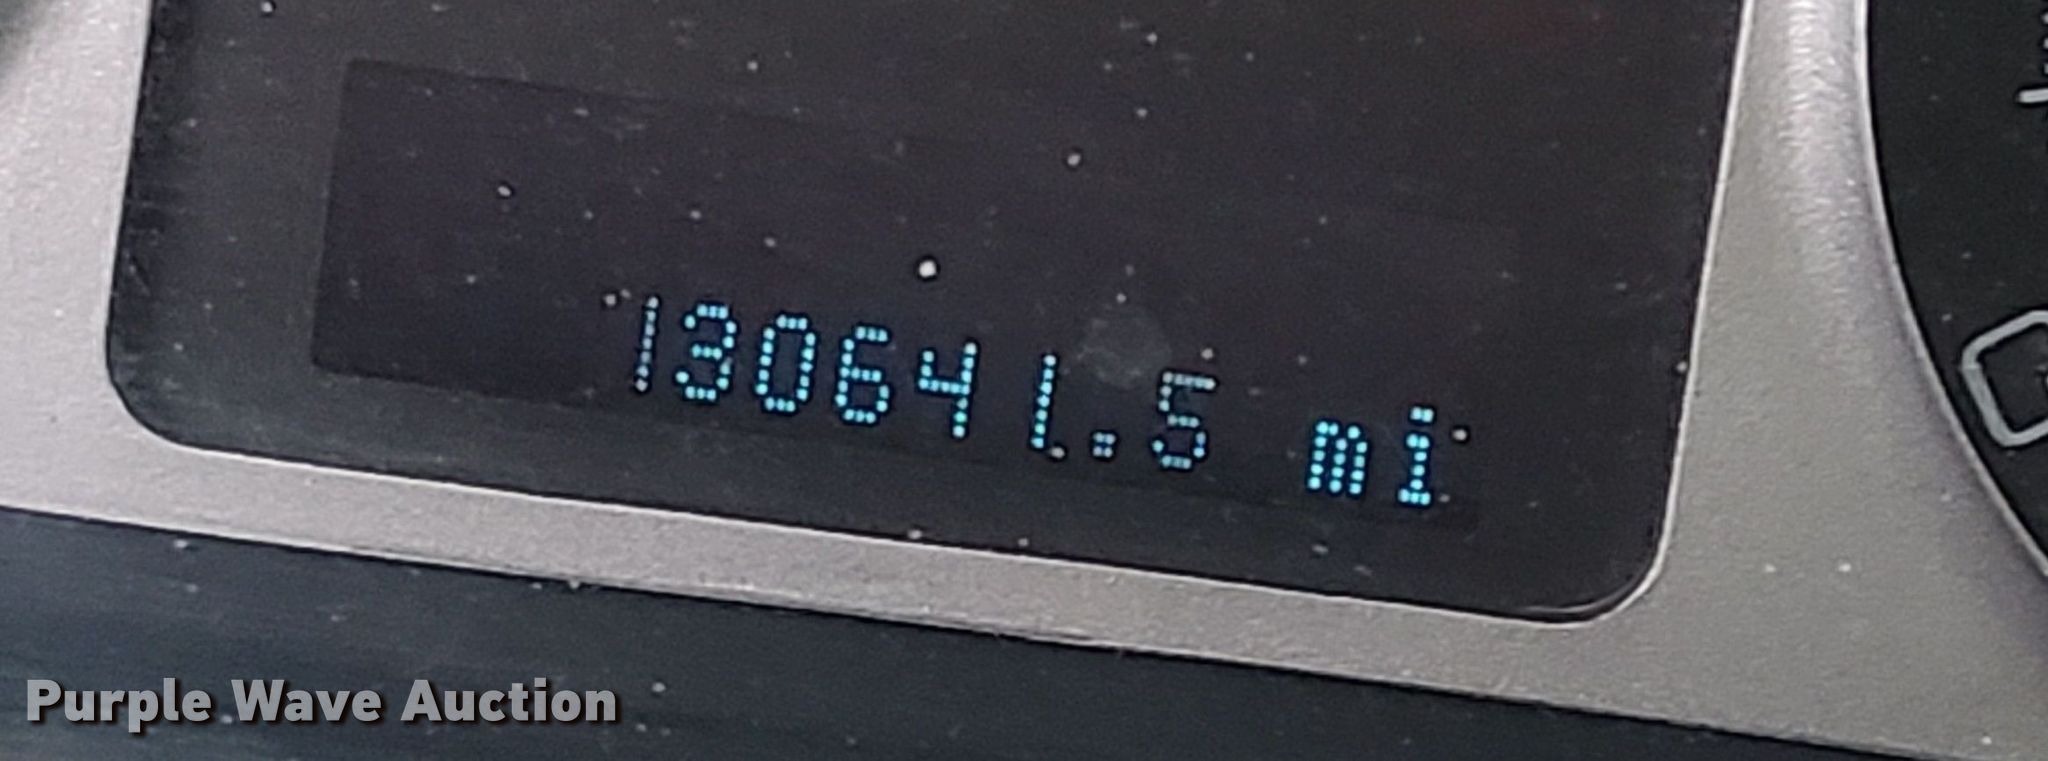 130641.5 mi
Purple Wave Auction